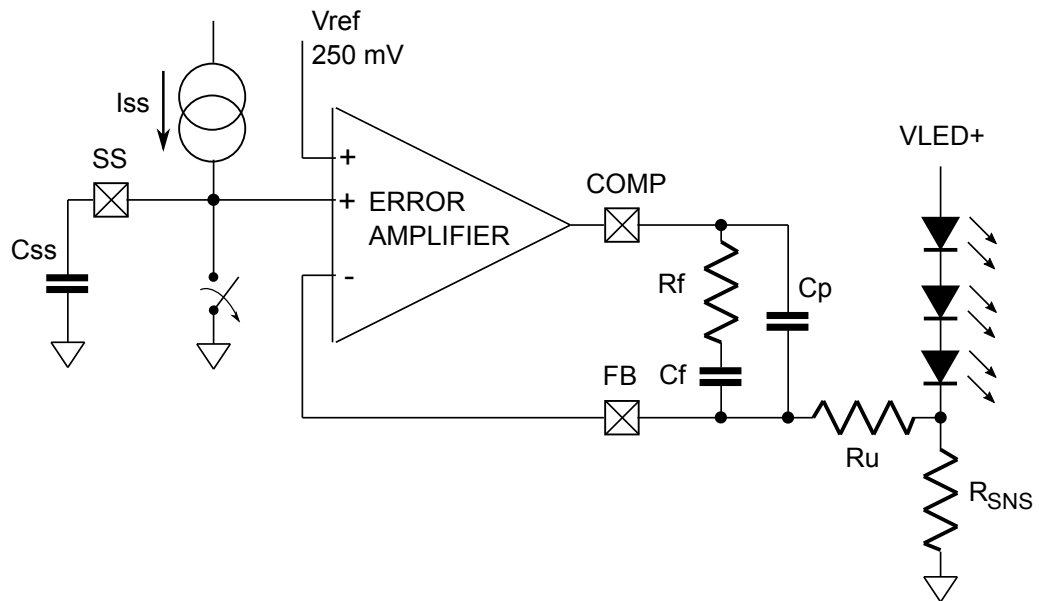 Vref
250 mV
Iss
SS
+
+
-
ERROR
AMPLIFIER
COMP
VLED+
Css
Rf
Cp
FB
Cf
Ru
RSNS